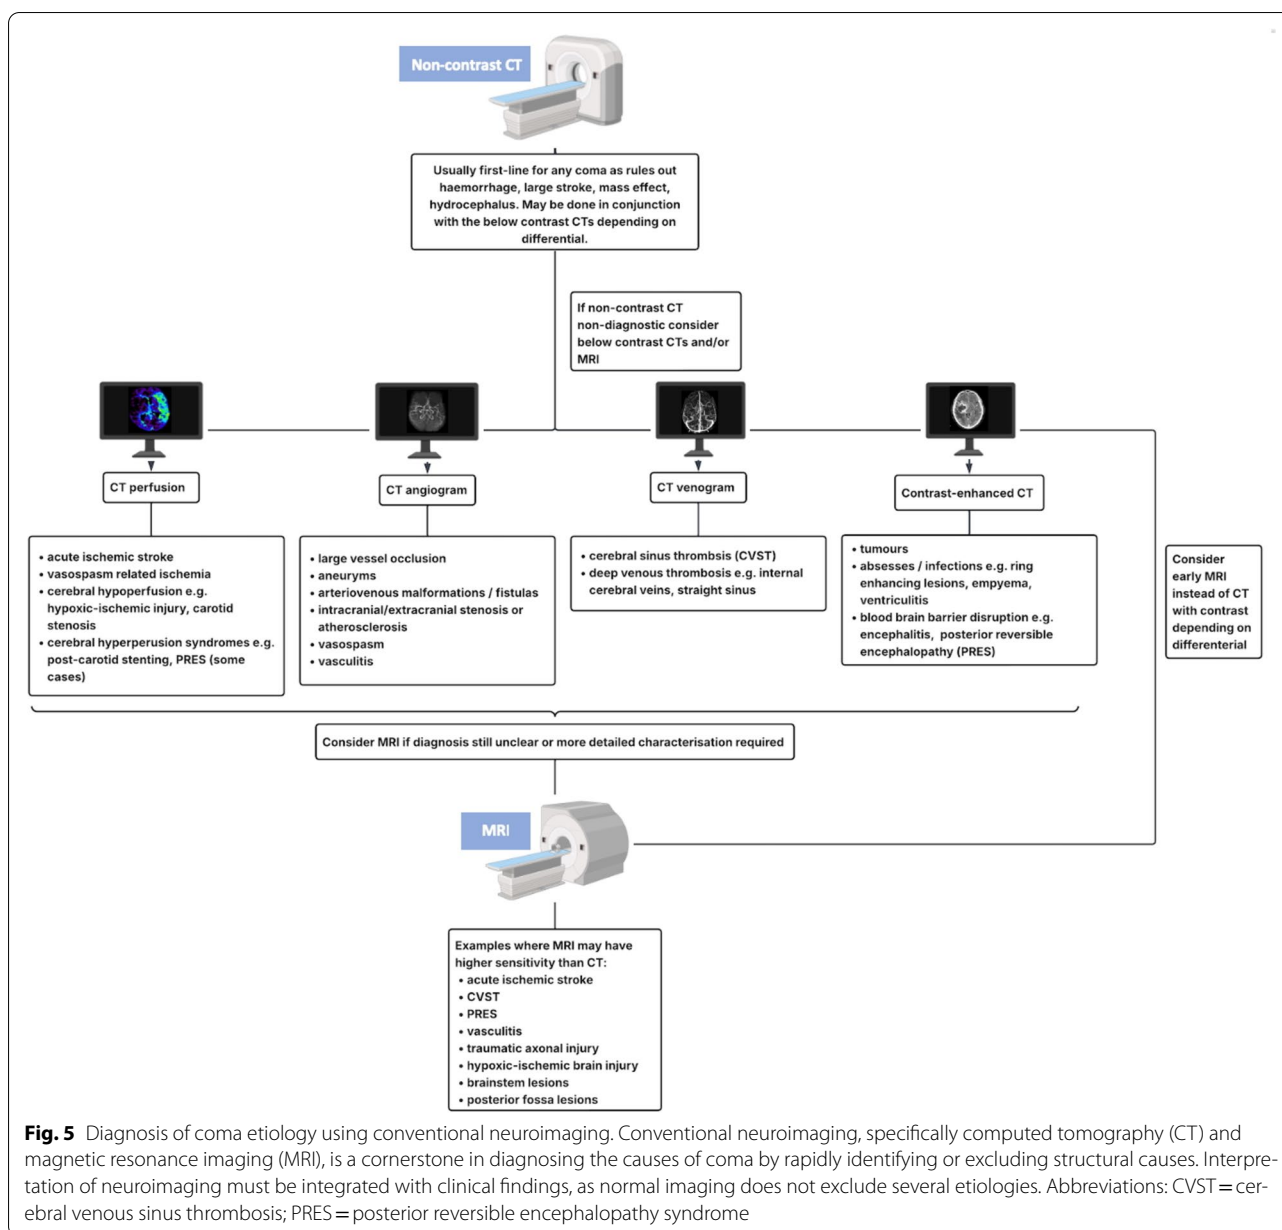 Non-contrast CT
Usually first-line for any coma as rules out
haemorrhage, large stroke, mass effect,
hydrocephalus. May be done in conjunction
with the below contrast CTs depending on
differential.
If non-contrast CT
non-diagnostic consider
below contrast CTs and/or
MRI
CT perfusion
• acute ischemic stroke
• vasospasm related ischemia
• cerebral hypoperfusion e.g.
hypoxic-ischemic injury, carotid
stenosis
• cerebral hyperperusion syndromes e.g.
post-carotid stenting, PRES (some
cases)
CT angiogram
• large vessel occlusion
• aneuryms
• arteriovenous malformations / fistulas
• intracranial/extracranial stenosis or
atherosclerosis
• vasospasm
• vasculitis
CT venogram
• cerebral sinus thrombsis (CVST)
• deep venous thrombosis e.g. internal
cerebral veins, straight sinus
Contrast-enhanced CT
• tumours
• absesses / infections e.g. ring
enhancing lesions, empyema,
ventriculitis
• blood brain barrier disruption e.g.
encephalitis, posterior reversible
encephalopathy (PRES)
Consider
early MRI
instead of CT
with contrast
depending on
differenterial
Consider MRI if diagnosis still unclear or more detailed characterisation required
MRI
Examples where MRI may have
higher sensitivity than CT:
• acute ischemic stroke
• CVST
• PRES
• vasculitis
• traumatic axonal injury
• hypoxic-ischemic brain injury
• brainstem lesions
• posterior fossa lesions
Fig. 5 Diagnosis of coma etiology using conventional neuroimaging. Conventional neuroimaging, specifically computed tomography (CT) and
magnetic resonance imaging (MRI), is a cornerstone in diagnosing the causes of coma by rapidly identifying or excluding structural causes. Interpre-
tation of neuroimaging must be integrated with clinical findings, as normal imaging does not exclude several etiologies. Abbreviations: CVST = cer-
ebral venous sinus thrombosis; PRES = posterior reversible encephalopathy syndrome